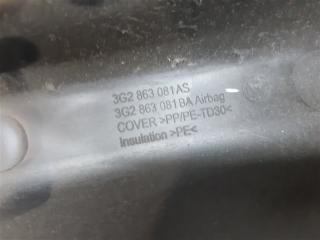 3G2 863 081AS
3G2 863 081BA Airbag
COVER >PP/PE-TD30<
Insulation >PE<